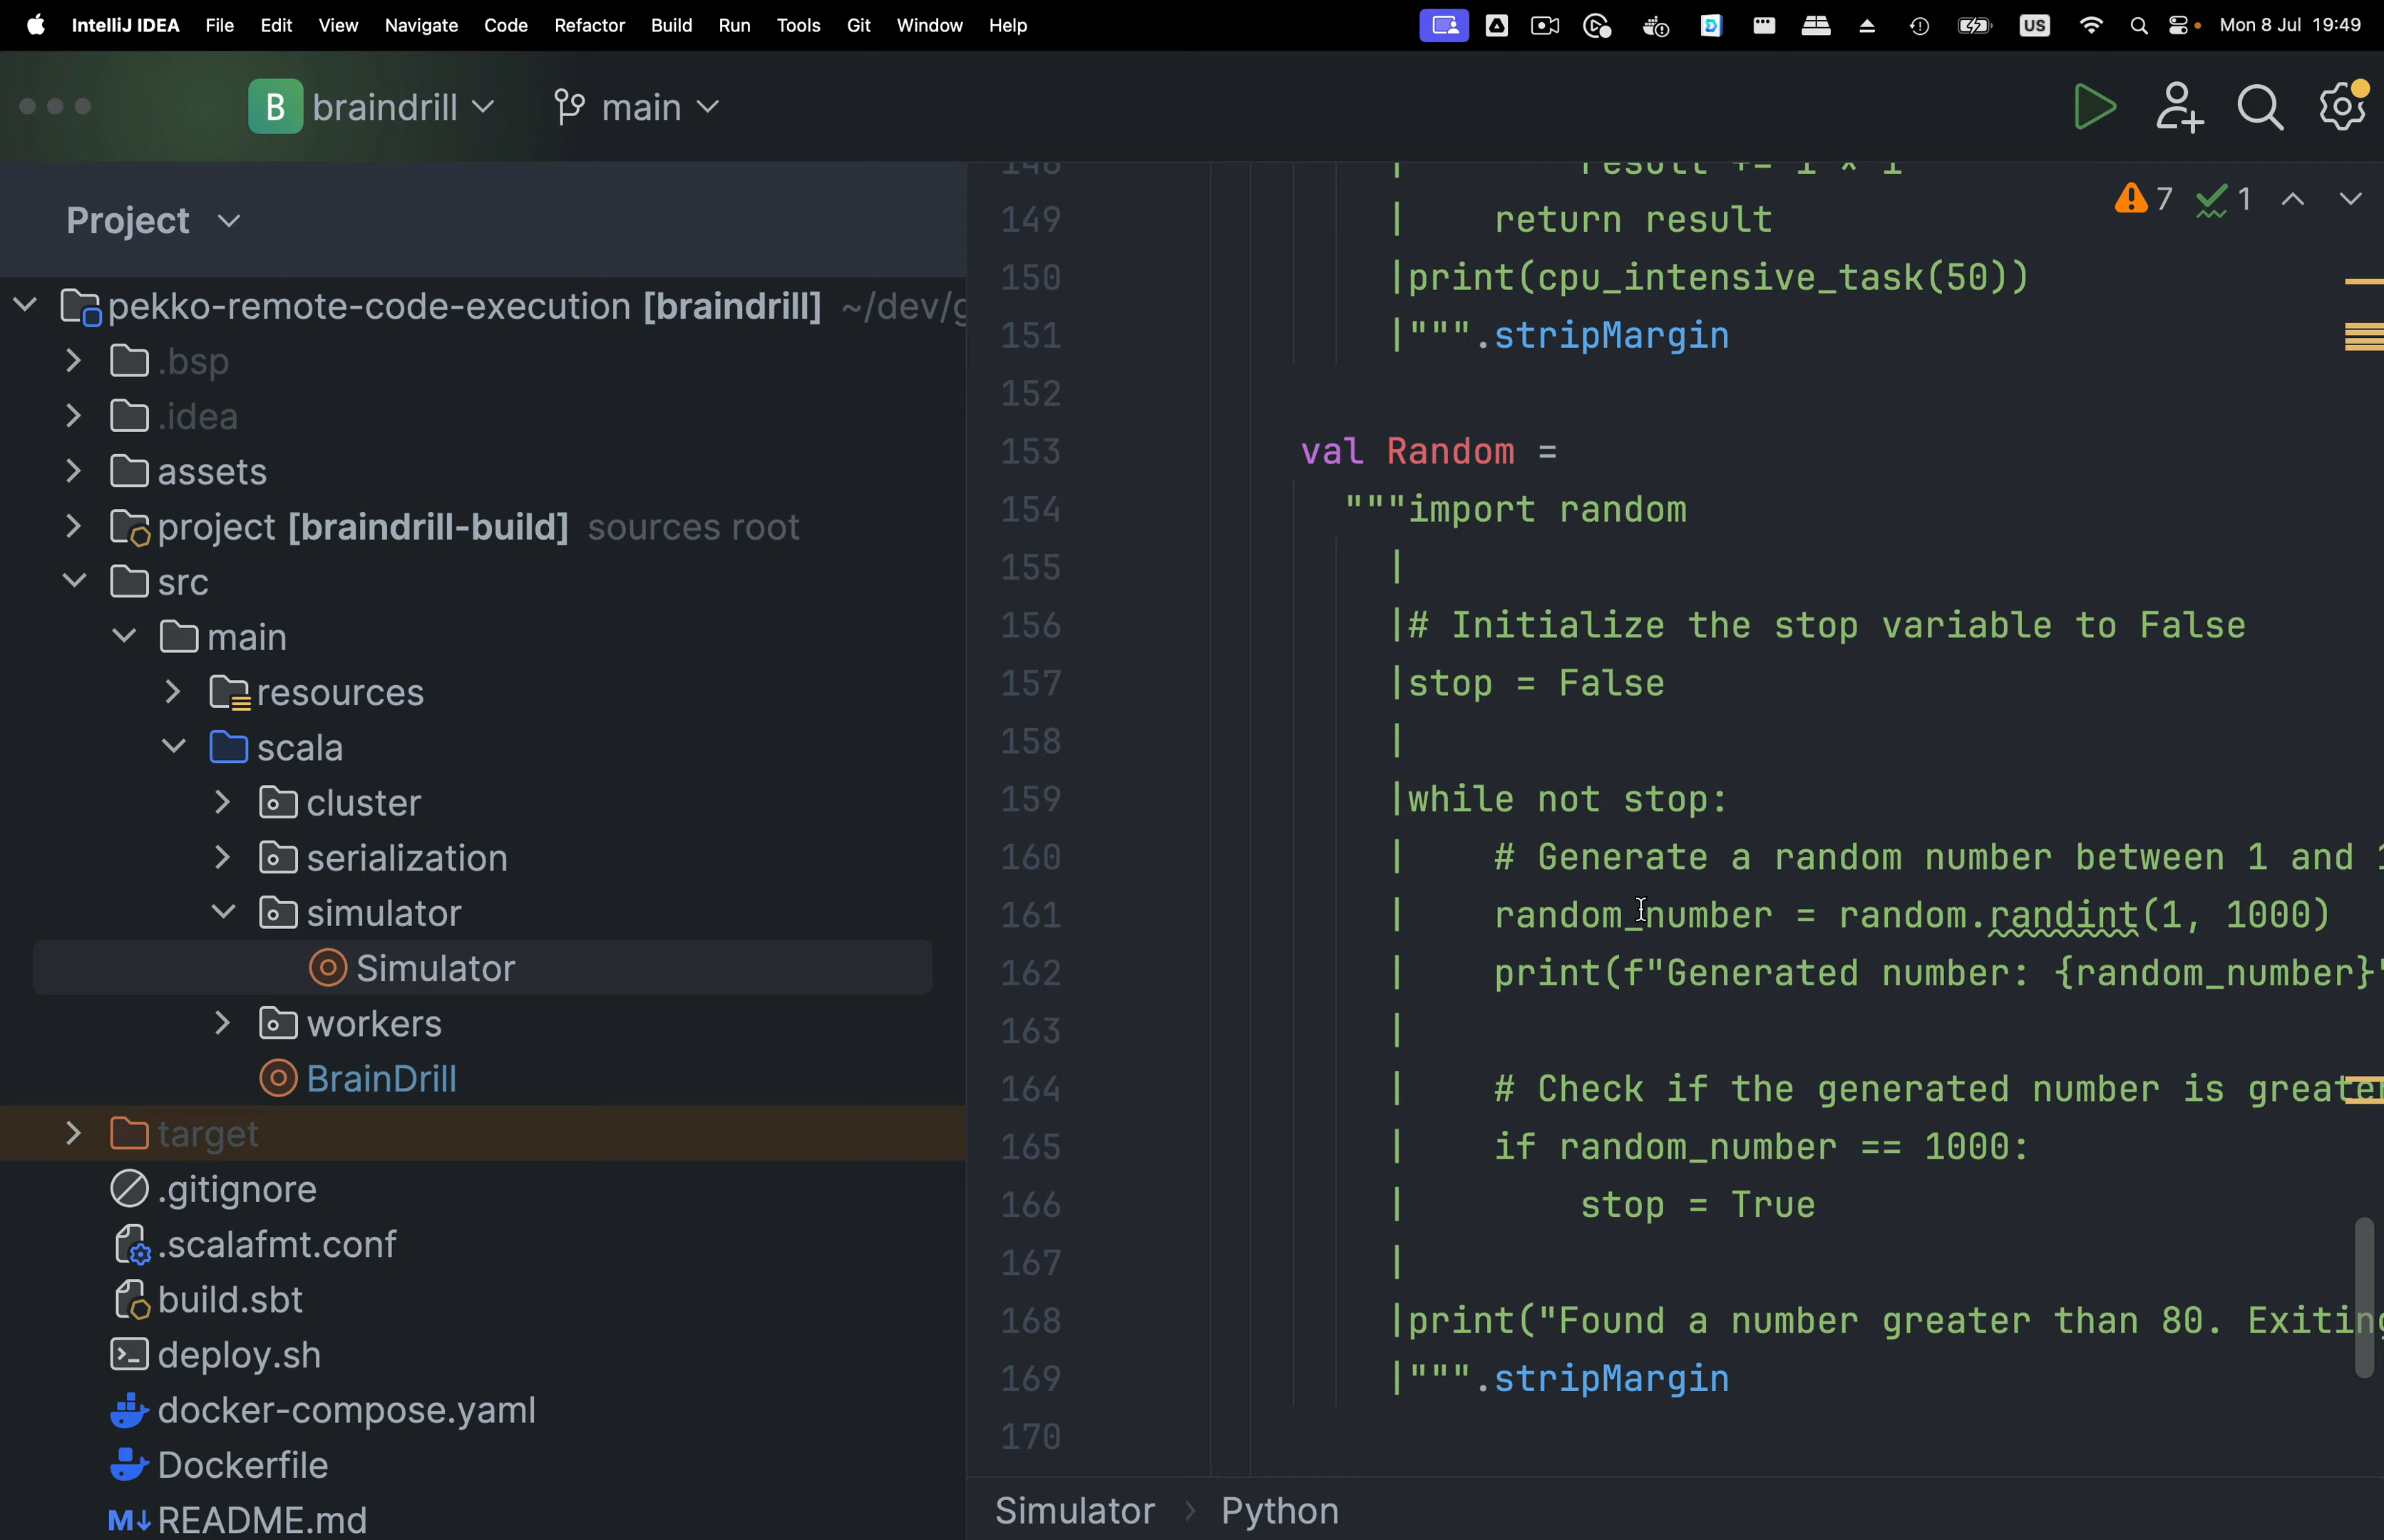 IntelliJ IDEA File Edit View Navigate Code Refactor Build Run Tools Git Window Help US Mon 8 Jul 19:49
B braindrill main
Project
pekko-remote-code-execution [braindrill] ~/dev/g
.bsp
.idea
assets
project [braindrill-build] sources root
src
main
resources
scala
cluster
serialization
simulator
Simulator
workers
BrainDrill
target
.gitignore
.scalafmt.conf
build.sbt
deploy.sh
docker-compose.yaml
Dockerfile
M↓ README.md
7 1
148 | result += i * i
149 | return result
150 |print(cpu_intensive_task(50))
151 |""".stripMargin
152
153 val Random =
154 """import random
155 |
156 |# Initialize the stop variable to False
157 |stop = False
158 |
159 |while not stop:
160 | # Generate a random number between 1 and 1
161 | random_number = random.randint(1, 1000)
162 | print(f"Generated number: {random_number}"
163 |
164 | # Check if the generated number is greater
165 | if random_number == 1000:
166 | stop = True
167 |
168 |print("Found a number greater than 80. Exiting
169 |""".stripMargin
170
Simulator > Python